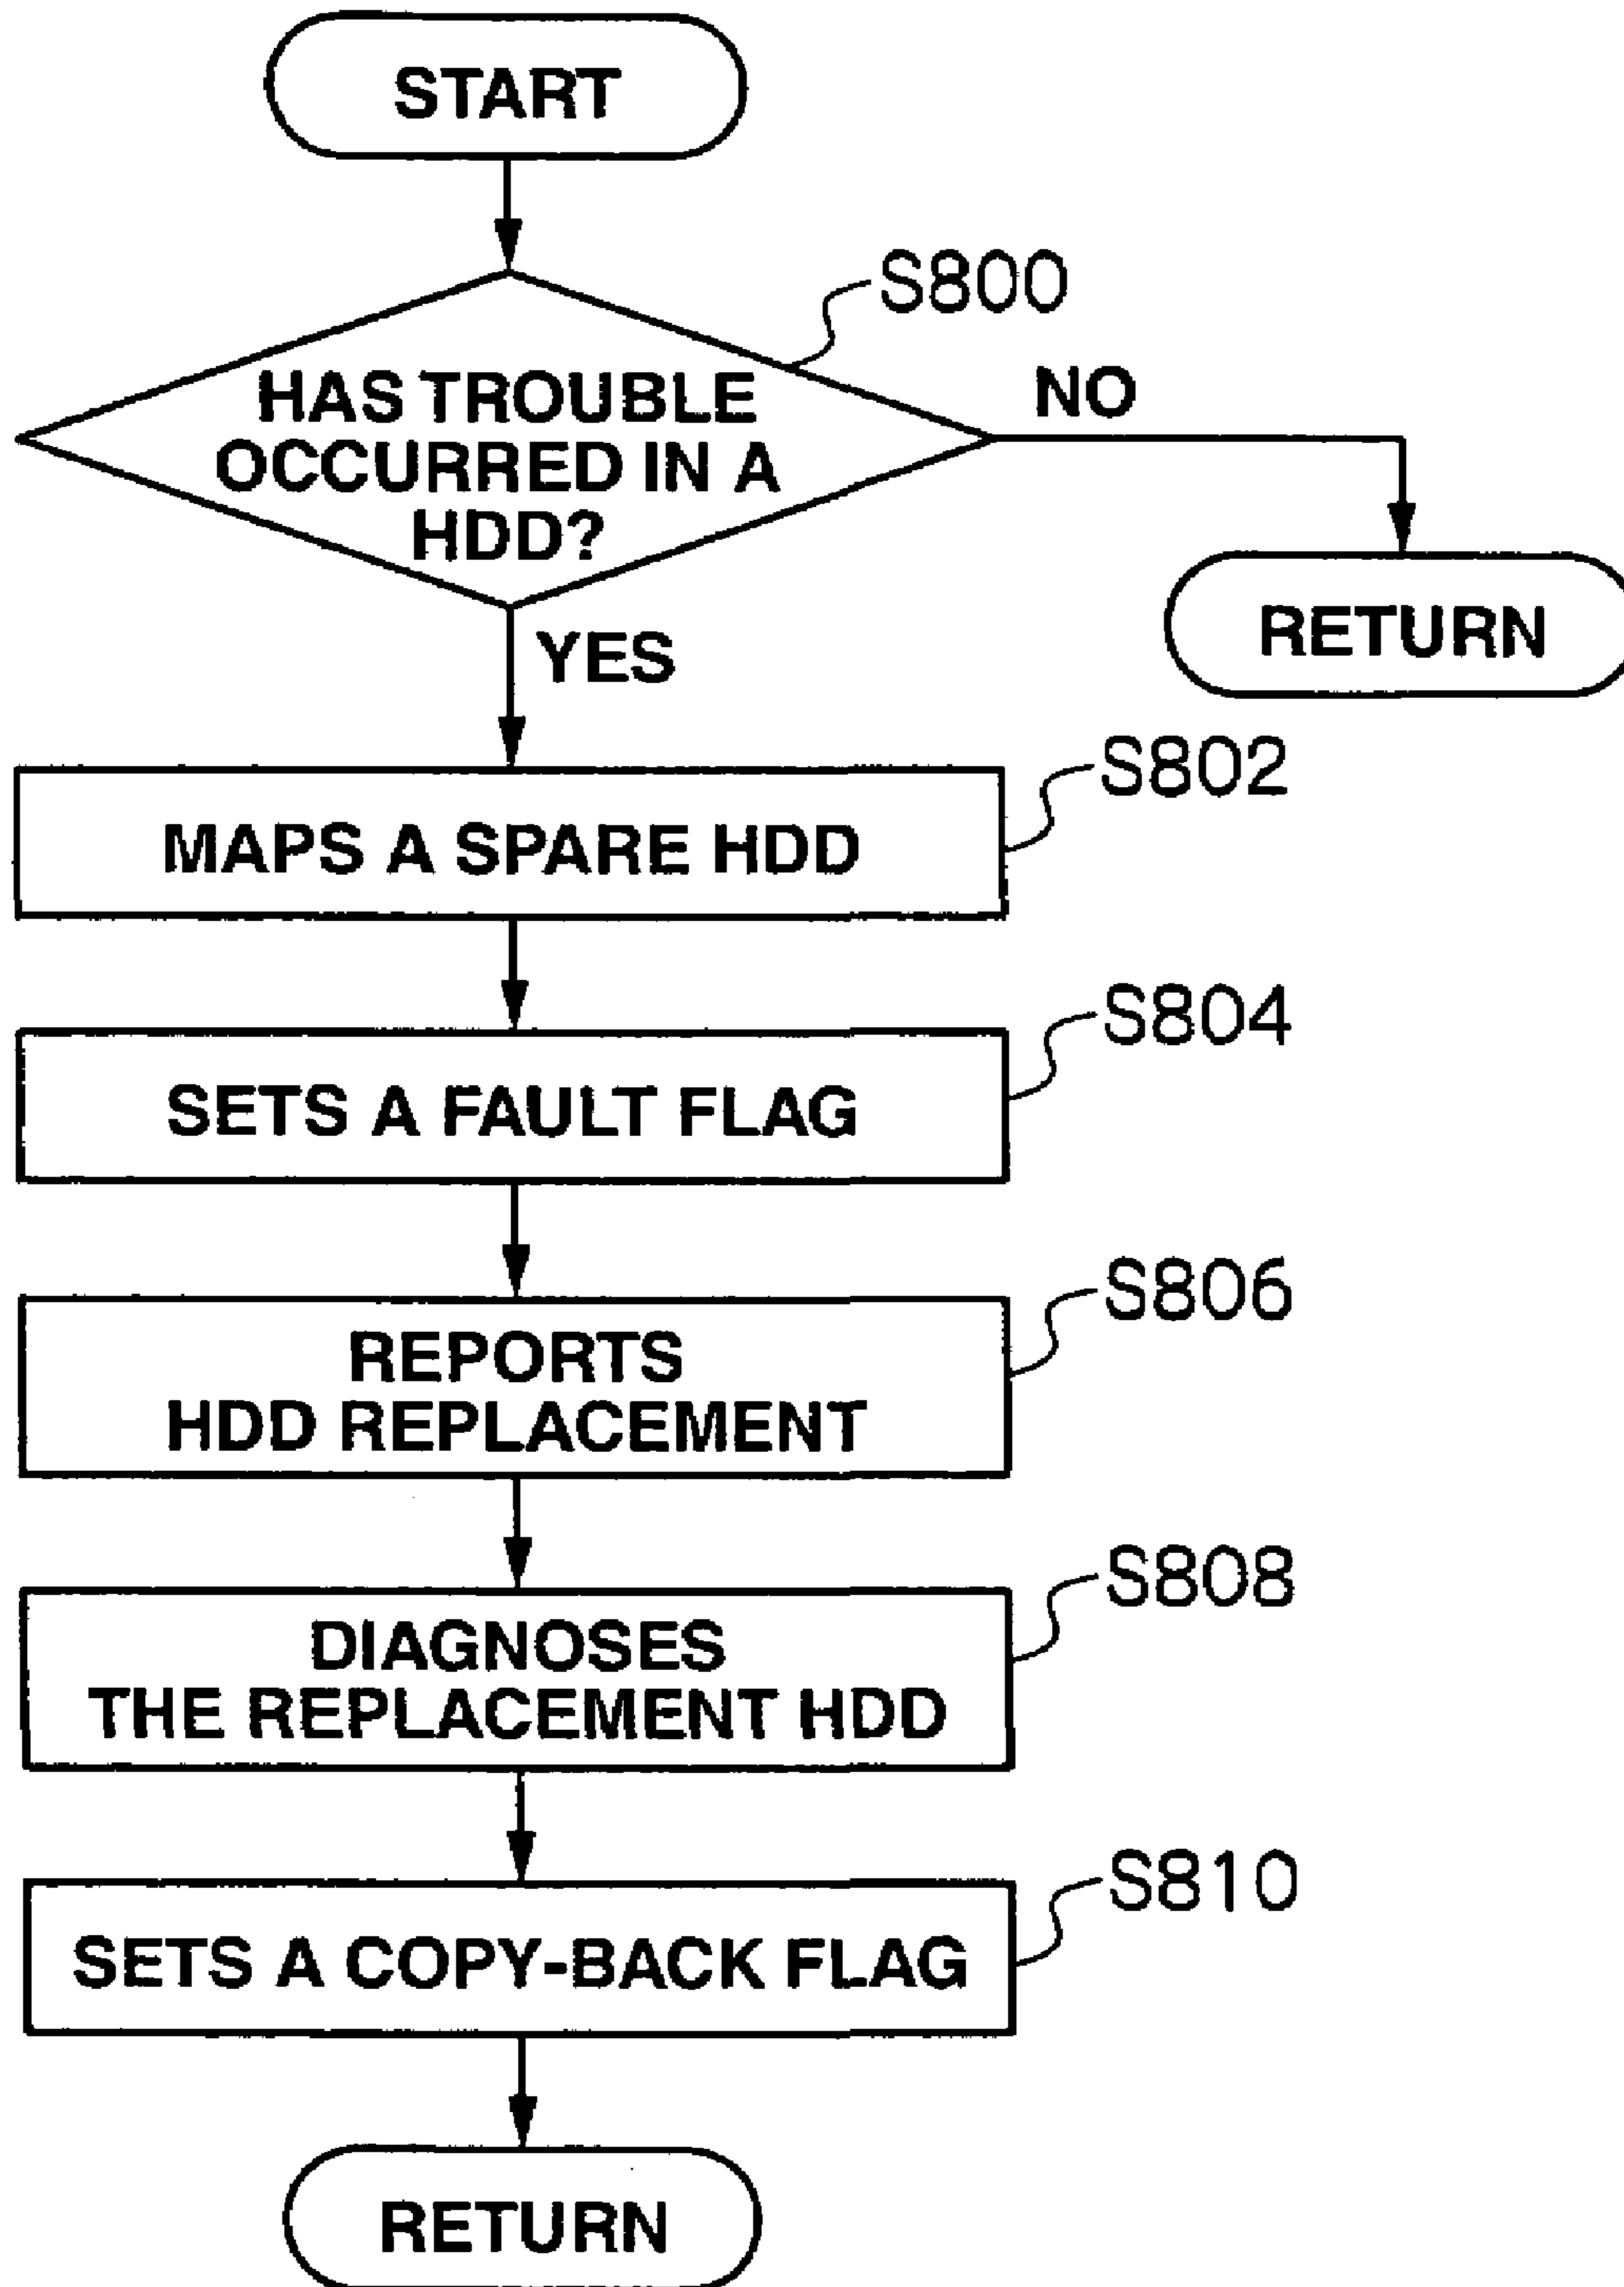 START
S800
HAS TROUBLE
OCCURRED IN A
HDD?
NO
RETURN
YES
S802
MAPS A SPARE HDD
S804
SETS A FAULT FLAG
S806
REPORTS
HDD REPLACEMENT
S808
DIAGNOSES
THE REPLACEMENT HDD
S810
SETS A COPY-BACK FLAG
RETURN